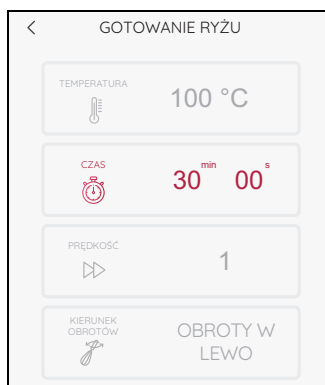 GOTOWANIE RYŻU
TEMPERATURA
100 °C
CZAS
30 min 00 s
PRĘDKOŚĆ
1
KIERUNEK
OBROTÓW
OBROTY W
LEWO